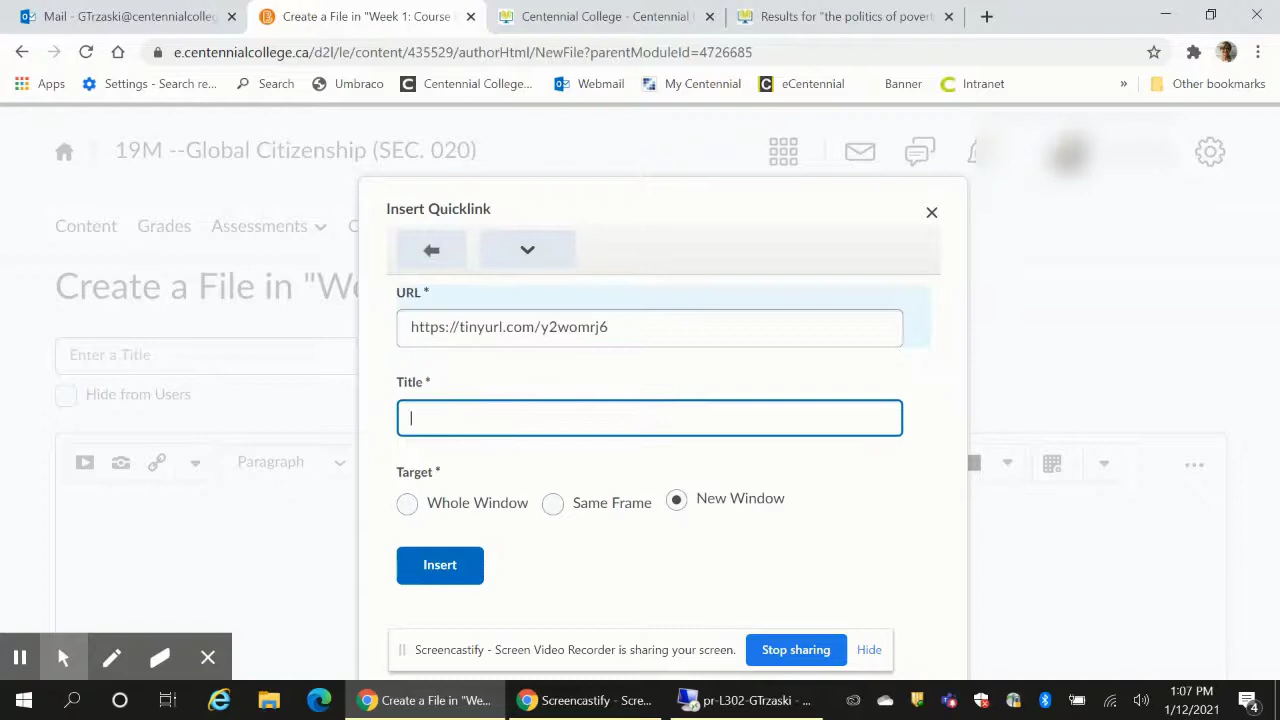 Mail - GTrzaski@centennialcolleg
Create a File in "Week 1: Course
Centennial College - Centennial
Results for "the politics of povert
e.centennialcollege.ca/d2l/le/content/435529/authorHtml/NewFile?parentModuleId=4726685
Apps
Settings - Search re...
Search
Umbraco
Centennial College...
Webmail
My Centennial
eCentennial
Banner
Intranet
»
Other bookmarks
19M --Global Citizenship (SEC. 020)
Content
Grades
Assessments
C
Create a File in "We
Enter a Title
Hide from Users
Paragraph
Insert Quicklink
URL *
https://tinyurl.com/y2womrj6
Title *
Target *
Whole Window
Same Frame
New Window
Insert
Screencastify - Screen Video Recorder is sharing your screen.
Stop sharing
Hide
Create a File in "We...
Screencastify - Scre...
pr-L302-GTrzaski - ...
1:07 PM
1/12/2021
4